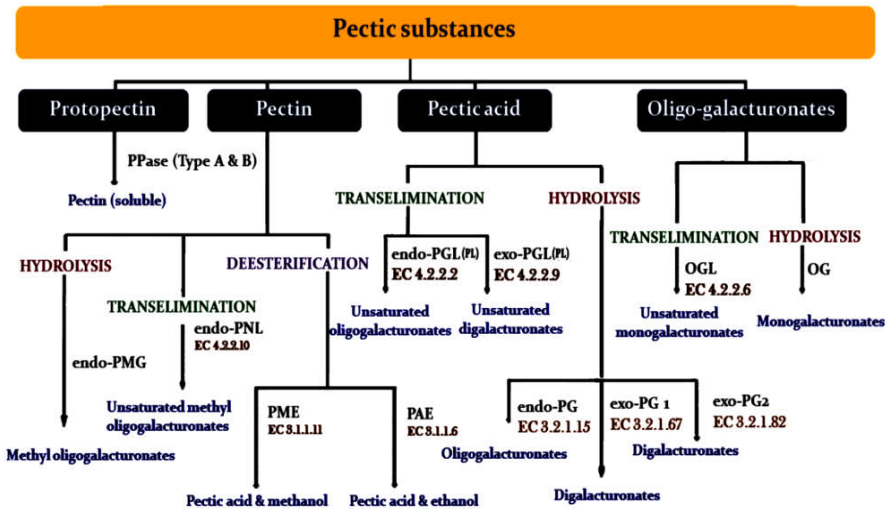 Pectic substances
Protopectin
Pectin
Pectic acid
Oligo-galacturonates
PPase (Type A & B)
Pectin (soluble)
HYDROLYSIS
endo-PMG
Methyl oligogalacturonates
TRANSELIMINATION
endo-PNL
EC 4.2.2.10
Unsaturated methyl
oligogalacturonates
DEESTERIFICATION
PME
EC 3.1.1.11
Pectic acid & methanol
PAE
EC 3.1.1.6
Pectic acid & ethanol
TRANSELIMINATION
endo-PGL(PL)
EC 4.2.2.2
Unsaturated
oligogalacturonates
exo-PGL(PL)
EC 4.2.2.9
Unsaturated
digalacturonates
HYDROLYSIS
endo-PG
EC 3.2.1.15
Oligogalacturonates
exo-PG 1
EC 3.2.1.67
Digalacturonates
exo-PG2
EC 3.2.1.82
Digalacturonates
TRANSELIMINATION
OGL
EC 4.2.2.6
Unsaturated
monogalacturonates
HYDROLYSIS
OG
Monogalacturonates